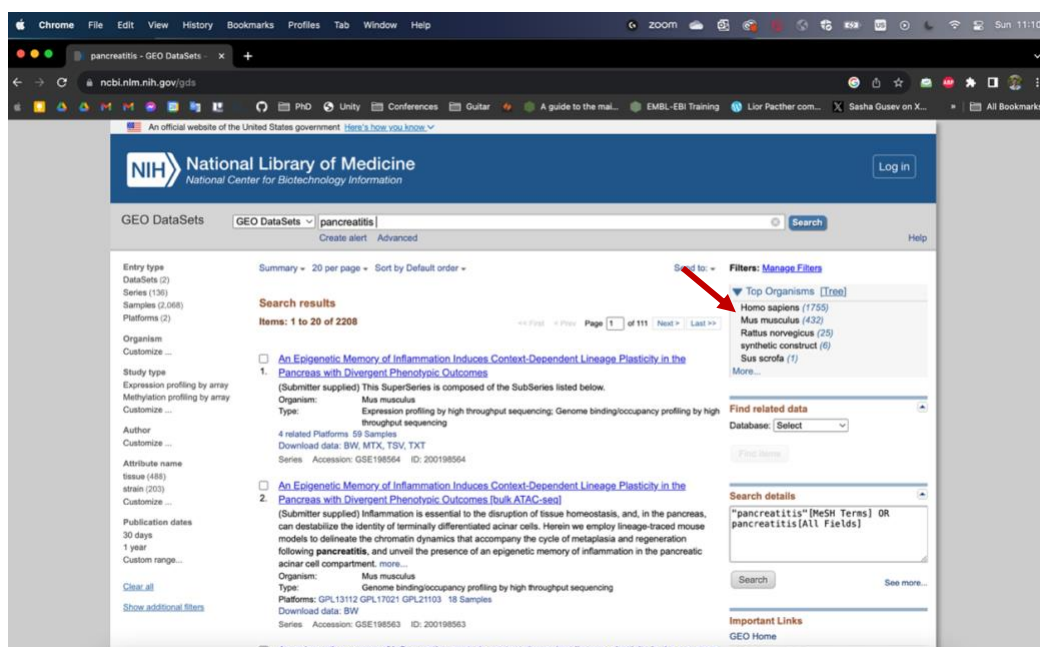 Chrome File Edit View History Bookmarks Profiles Tab Window Help zoom Sun 11:10
pancreatitis - GEO DataSets -
ncbi.nlm.nih.gov/gds
PhD Unity Conferences Guitar A guide to the mai... EMBL-EBI Training Lior Pacther com... Sasha Gusev on X... » All Bookmarks
An official website of the United States government Here's how you know
NIH National Library of Medicine Log in
National Center for Biotechnology Information
GEO DataSets GEO DataSets pancreatitis Search
Create alert Advanced Help
Entry type
DataSets (2)
Series (136)
Samples (2,068)
Platforms (2)
Organism
Customize ...
Study type
Expression profiling by array
Methylation profiling by array
Customize ...
Author
Customize ...
Attribute name
tissue (488)
strain (203)
Customize ...
Publication dates
30 days
1 year
Custom range...
Clear all
Show additional filters
Summary 20 per page Sort by Default order Send to:
Search results
Items: 1 to 20 of 2208 << First < Prev Page 1 of 111 Next > Last >>
1. An Epigenetic Memory of Inflammation Induces Context-Dependent Lineage Plasticity in the
Pancreas with Divergent Phenotypic Outcomes
(Submitter supplied) This SuperSeries is composed of the SubSeries listed below.
Organism: Mus musculus
Type: Expression profiling by high throughput sequencing; Genome binding/occupancy profiling by high
throughput sequencing
4 related Platforms 59 Samples
Download data: BW, MTX, TSV, TXT
Series Accession: GSE198564 ID: 200198564
2. An Epigenetic Memory of Inflammation Induces Context-Dependent Lineage Plasticity in the
Pancreas with Divergent Phenotypic Outcomes [bulk ATAC-seq]
(Submitter supplied) Inflammation is essential to the disruption of tissue homeostasis, and, in the pancreas,
can destabilize the identity of terminally differentiated acinar cells. Herein we employ lineage-traced mouse
models to delineate the chromatin dynamics that accompany the cycle of metaplasia and regeneration
following pancreatitis, and unveil the presence of an epigenetic memory of inflammation in the pancreatic
acinar cell compartment. more...
Organism: Mus musculus
Type: Genome binding/occupancy profiling by high throughput sequencing
Platforms: GPL13112 GPL17021 GPL21103 18 Samples
Download data: BW
Series Accession: GSE198563 ID: 200198563
Filters: Manage Filters
Top Organisms [Tree]
Homo sapiens (1755)
Mus musculus (432)
Rattus norvegicus (25)
synthetic construct (6)
Sus scrofa (1)
More...
Find related data
Database: Select
Find items
Search details
"pancreatitis"[MeSH Terms] OR
pancreatitis[All Fields]
Search See more...
Important Links
GEO Home